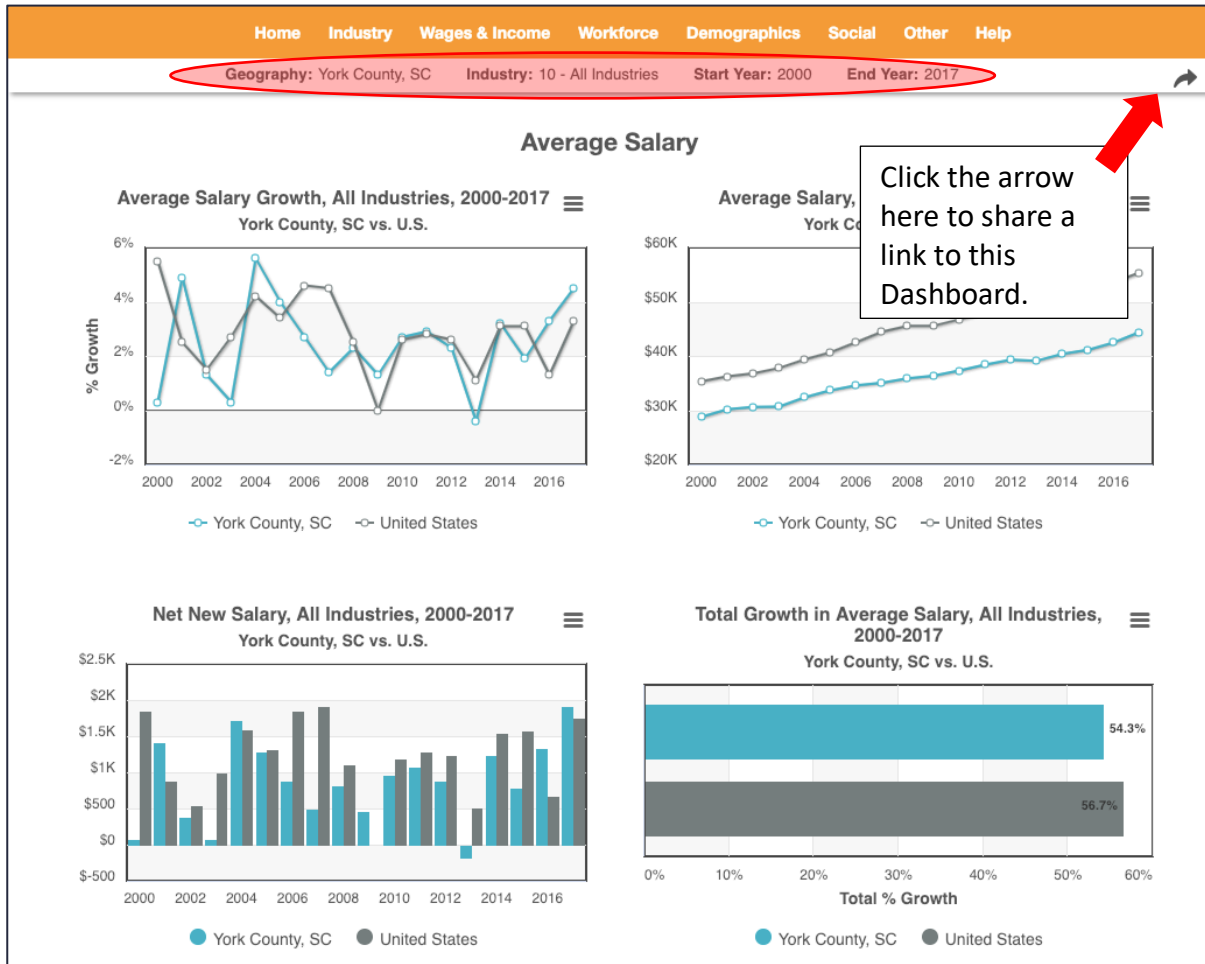 Home Industry Wages & Income Workforce Demographics Social Other Help
Geography: York County, SC Industry: 10 - All Industries Start Year: 2000 End Year: 2017
Average Salary
Click the arrow
here to share a
link to this
Dashboard.
Average Salary Growth, All Industries, 2000-2017
York County, SC vs. U.S.
6%
4%
2%
0%
-2%
% Growth
2000 2002 2004 2006 2008 2010 2012 2014 2016
York County, SC United States
Average Salary,
York Co
$60K
$50K
$40K
$30K
$20K
2000 2002 2004 2006 2008 2010 2012 2014 2016
York County, SC United States
Net New Salary, All Industries, 2000-2017
York County, SC vs. U.S.
$2.5K
$2K
$1.5K
$1K
$500
$0
$-500
2000 2002 2004 2006 2008 2010 2012 2014 2016
York County, SC United States
Total Growth in Average Salary, All Industries,
2000-2017
York County, SC vs. U.S.
54.3%
56.7%
0% 10% 20% 30% 40% 50% 60%
Total % Growth
York County, SC United States